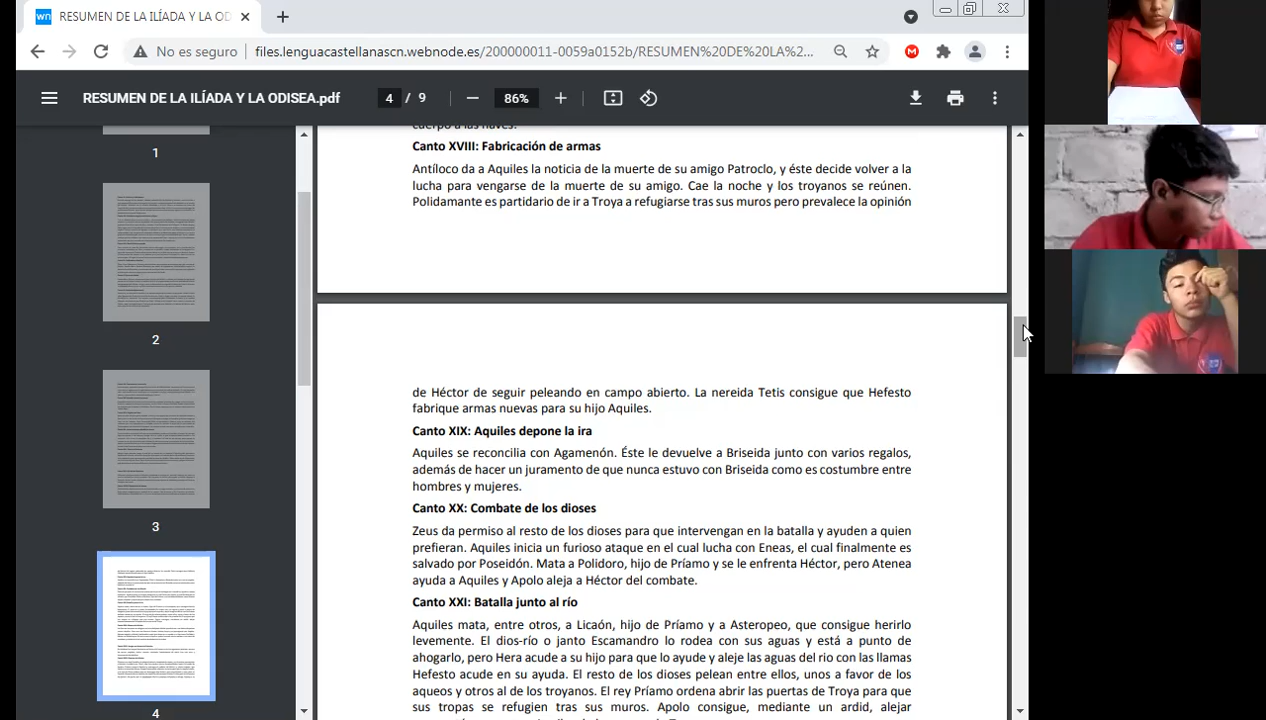 RESUMEN DE LA ILÍADA Y LA O
No es seguro
files.lenguacastellanascn.webnode.es/200000011-0059a0152b/RESUMEN%20DE%20LA%2...
RESUMEN DE LA ILÍADA Y LA ODISEA.pdf
4 / 9
86%
1
2
3
4
cuerpo a las naves.
Canto XVIII: Fabricación de armas
Antíloco da a Aquiles la noticia de la muerte de su amigo Patroclo, y éste decide volver a la
lucha para vengarse de la muerte de su amigo. Cae la noche y los troyanos se reúnen.
Polidamante es partidario de ir a Troya a refugiarse tras sus muros pero prevalece la opinión
de Héctor de seguir peleando en campo abierto. La nereida Tetis consigue que Hefesto
fabrique armas nuevas para su hijo Aquiles.
Canto XIX: Aquiles depone la ira
Aquiles se reconcilia con Agamenón. Éste le devuelve a Briseida junto con varios regalos,
además de hacer un juramento de que nunca estuvo con Briseida como es costumbre entre
hombres y mujeres.
Canto XX: Combate de los dioses
Zeus da permiso al resto de los dioses para que intervengan en la batalla y ayuden a quien
prefieran. Aquiles inicia un furioso ataque en el cual lucha con Eneas, el cual finalmente es
salvado por Poseidón. Mata a Polidoro, hijo de Príamo y se le enfrenta Héctor, pero Atenea
ayuda a Aquiles y Apolo aleja a Héctor del combate.
Canto XXI: Batalla junto al río
Aquiles mata, entre otros, a Licaón, hijo de Príamo y a Asteropeo, que consigue herirlo
levemente. El dios-río o janto Escamandro lo rodea con sus aguas y está a punto de
ahogarlo, pero Hera acude a su hijo para que lo ayude y aleje las aguas del rio con las llamas
Hefesto acude en su ayuda. El resto de los dioses pelean entre ellos, unos a favor de los
aqueos y otros al de los troyanos. El rey Príamo ordena abrir las puertas de Troya para que
sus tropas se refugien tras sus muros. Apolo consigue, mediante un ardid, alejar